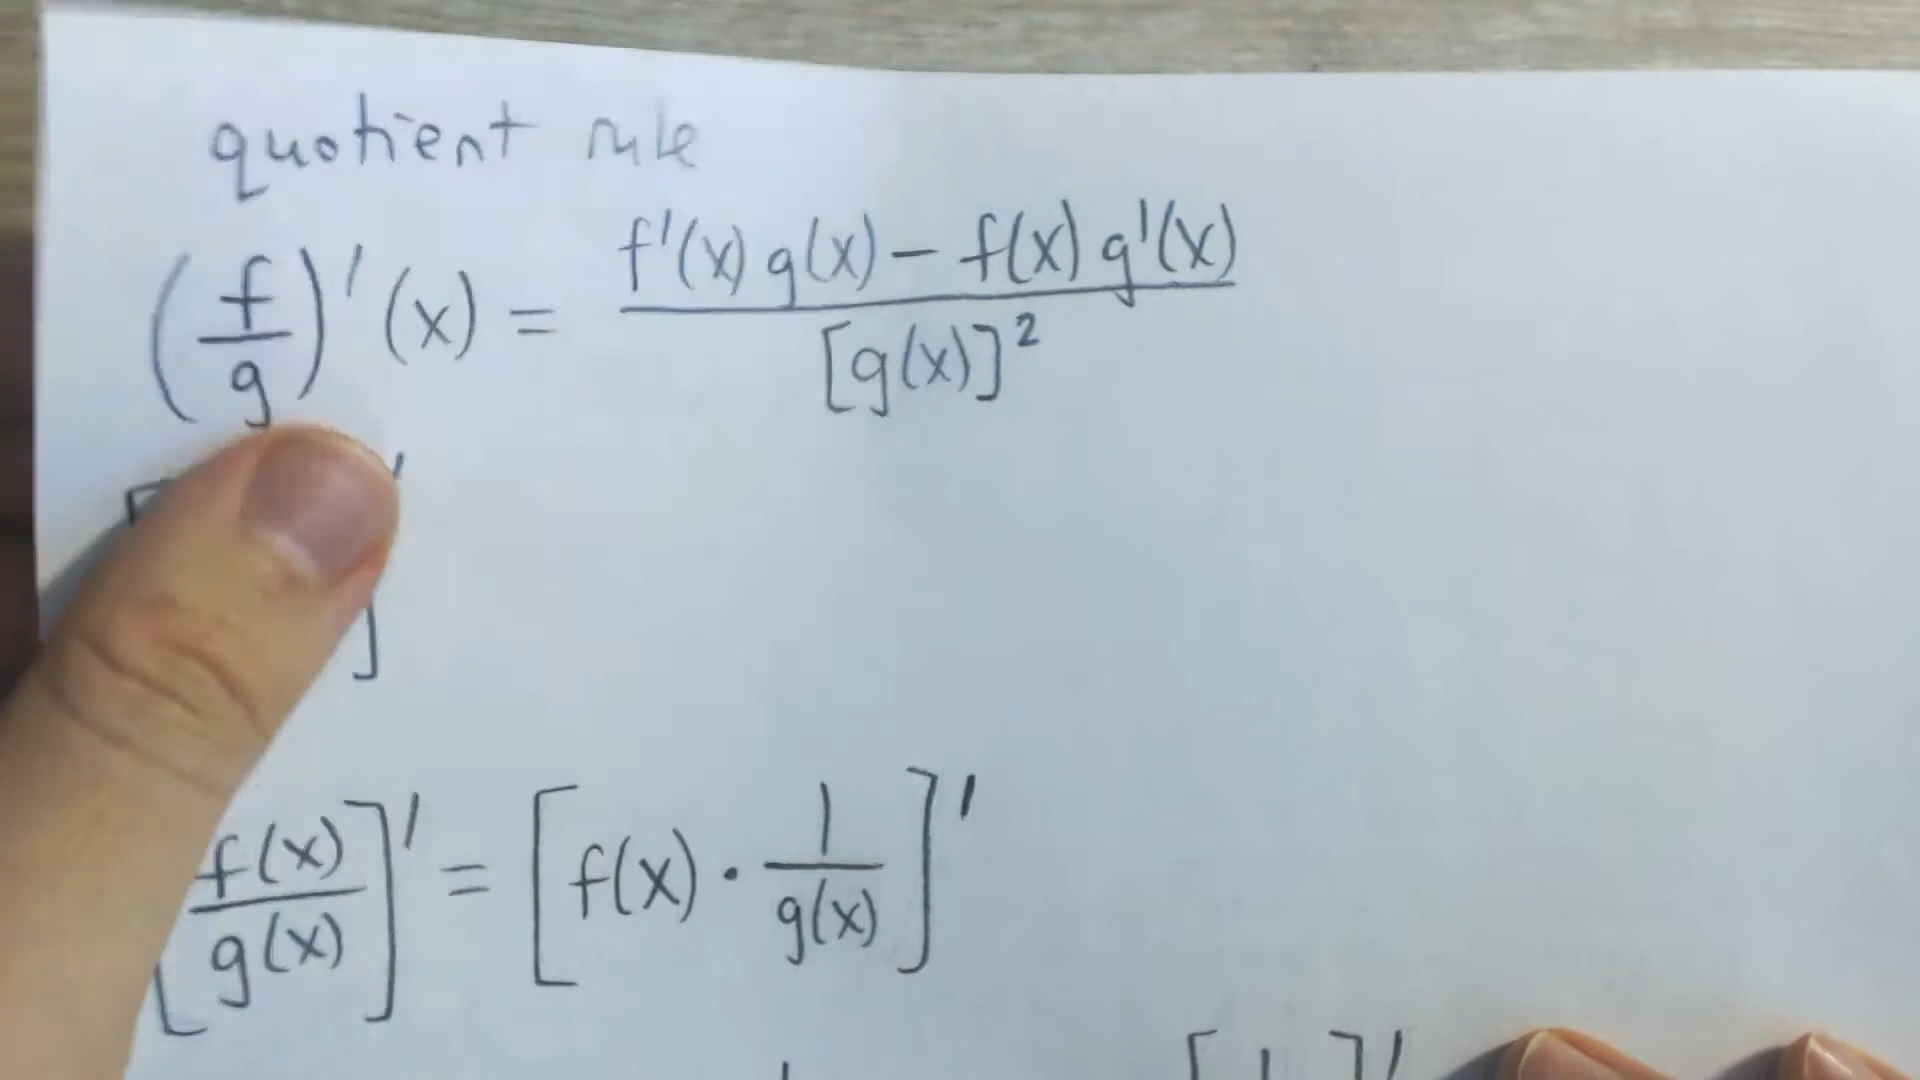 quotient rule
(f/g)'(x) = f'(x) g(x) − f(x) g'(x) / [g(x)]²
[ ]'
[f(x)/g(x)]' = [f(x) · 1/g(x)]'